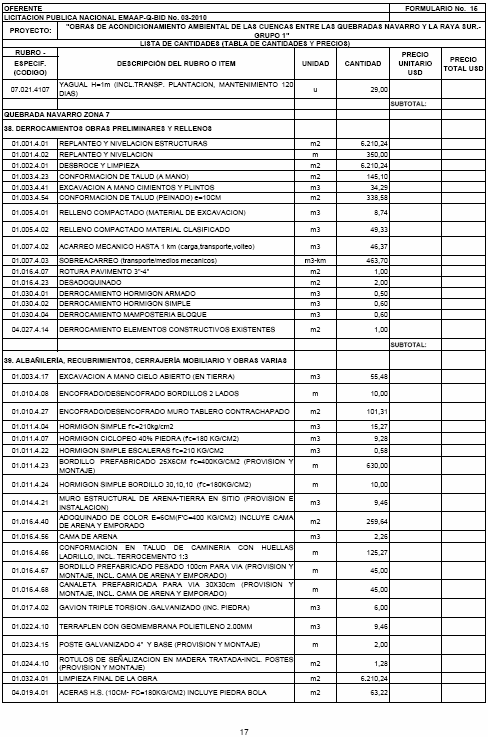 OFERENTE FORMULARIO No. 16
LICITACION PUBLICA NACIONAL EMAAP-Q-BID No. 03-2010
PROYECTO: "OBRAS DE ACONDICIONAMIENTO AMBIENTAL DE LAS CUENCAS ENTRE LAS QUEBRADAS NAVARRO Y LA RAYA SUR.-
GRUPO 1"
LISTA DE CANTIDADES (TABLA DE CANTIDADES Y PRECIOS)
RUBRO -
ESPECIF.
(CODIGO) DESCRIPCIÓN DEL RUBRO O ITEM UNIDAD CANTIDAD PRECIO
UNITARIO
USD PRECIO
TOTAL USD
07.021.4107 YAGUAL H=1m (INCL.TRANSP. PLANTACION, MANTENIMIENTO 120
DIAS) u 29,00
SUBTOTAL:
QUEBRADA NAVARRO ZONA 7
38. DERROCAMIENTOS OBRAS PRELIMINARES Y RELLENOS
01.001.4.01 REPLANTEO Y NIVELACION ESTRUCTURAS m2 6.210,24
01.001.4.02 REPLANTEO Y NIVELACION m 350,00
01.002.4.01 DESBROCE Y LIMPIEZA m2 6.210,24
01.003.4.23 CONFORMACION DE TALUD (A MANO) m2 145,10
01.003.4.41 EXCAVACION A MANO CIMIENTOS Y PLINTOS m3 34,29
01.003.4.54 CONFORMACION DE TALUD (PEINADO) e=10CM m2 338,58
01.005.4.01 RELLENO COMPACTADO (MATERIAL DE EXCAVACION) m3 8,74
01.005.4.02 RELLENO COMPACTADO MATERIAL CLASIFICADO m3 49,33
01.007.4.02 ACARREO MECANICO HASTA 1 km (carga,transporte,volteo) m3 46,37
01.007.4.03 SOBREACARREO (transporte/medios mecanicos) m3-km 463,70
01.016.4.07 ROTURA PAVIMENTO 3"-4" m2 1,00
01.016.4.23 DESADOQUINADO m2 2,00
01.030.4.01 DERROCAMIENTO HORMIGON ARMADO m3 0,50
01.030.4.02 DERROCAMIENTO HORMIGON SIMPLE m3 0,60
01.030.4.04 DERROCAMIENTO MAMPOSTERIA BLOQUE m3 0,60
04.027.4.14 DERROCAMIENTO ELEMENTOS CONSTRUCTIVOS EXISTENTES m2 1,00
SUBTOTAL:
39. ALBAÑILERÍA, RECUBRIMIENTOS, CERRAJERÍA MOBILIARIO Y OBRAS VARIAS
01.003.4.17 EXCAVACION A MANO CIELO ABIERTO (EN TIERRA) m3 55,48
01.010.4.08 ENCOFRADO/DESENCOFRADO BORDILLOS 2 LADOS m 10,00
01.010.4.27 ENCOFRADO/DESENCOFRADO MURO TABLERO CONTRACHAPADO m2 101,31
01.011.4.04 HORMIGON SIMPLE f'c=210kg/cm2 m3 15,27
01.011.4.07 HORMIGON CICLOPEO 40% PIEDRA (f'c=180 KG/CM2) m3 9,28
01.011.4.22 HORMIGON SIMPLE ESCALERAS f'c=210 KG/CM2 m3 0,58
01.011.4.23 BORDILLO PREFABRICADO 25X6CM f'c=400KG/CM2 (PROVISION Y
MONTAJE) m 630,00
01.011.4.24 HORMIGON SIMPLE BORDILLO 30,10,10 (f'c=180KG/CM2) m 10,00
01.014.4.21 MURO ESTRUCTURAL DE ARENA-TIERRA EN SITIO (PROVISION E
INSTALACION) m3 9,46
01.016.4.40 ADOQUINADO DE COLOR E=6CM(F'C=400 KG/CM2) INCLUYE CAMA
DE ARENA Y EMPORADO m2 259,64
01.016.4.56 CAMA DE ARENA m3 2,26
01.016.4.66 CONFORMACION EN TALUD DE CAMINERIA CON HUELLAS
LADRILLO, INCL. TERROCEMENTO 1:3 m 125,27
01.016.4.67 BORDILLO PREFABRICADO PESADO 100cm PARA VIA (PROVISION Y
MONTAJE, INCL. CAMA DE ARENA Y EMPORADO) m 45,00
01.016.4.68 CANALETA PREFABRICADA PARA VIA 30X30cm (PROVISION Y
MONTAJE, INCL. CAMA DE ARENA Y EMPORADO) m 45,00
01.017.4.02 GAVION TRIPLE TORSION .GALVANIZADO (INC. PIEDRA) m3 6,00
01.022.4.10 TERRAPLEN CON GEOMEMBRANA POLIETILENO 2.00MM m3 9,46
01.023.4.15 POSTE GALVANIZADO 4" Y BASE (PROVISION Y MONTAJE) m 2,00
01.024.4.10 ROTULOS DE SEÑALIZACION EN MADERA TRATADA-INCL. POSTES
(PROVISION Y MONTAJE) m2 1,28
01.032.4.01 LIMPIEZA FINAL DE LA OBRA m2 6.210,24
04.019.4.01 ACERAS H.S. (10CM- FC=180KG/CM2) INCLUYE PIEDRA BOLA m2 63,22
17